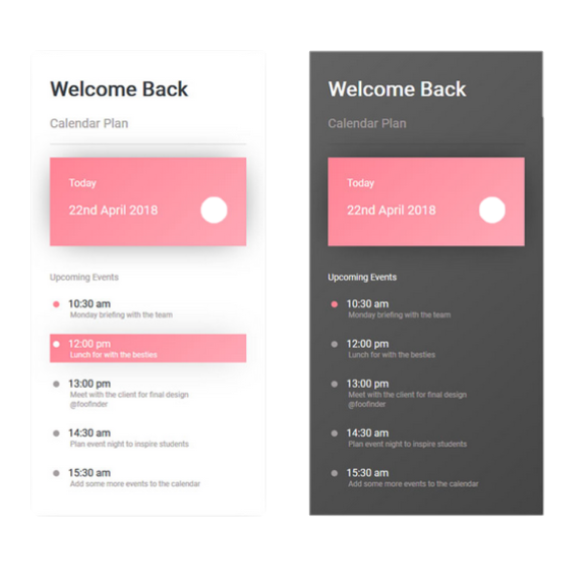 Welcome Back
Calendar Plan
Today
22nd April 2018
Upcoming Events
10:30 am
Monday briefing with the team
12:00 pm
Lunch for with the besties
13:00 pm
Meet with the client for final design
@foofinder
14:30 am
Plan event night to inspire students
15:30 am
Add some more events to the calendar
Welcome Back
Calendar Plan
Today
22nd April 2018
Upcoming Events
10:30 am
Monday briefing with the team
12:00 pm
Lunch for with the besties
13:00 pm
Meet with the client for final design
@foofinder
14:30 am
Plan event night to inspire students
15:30 am
Add some more events to the calendar